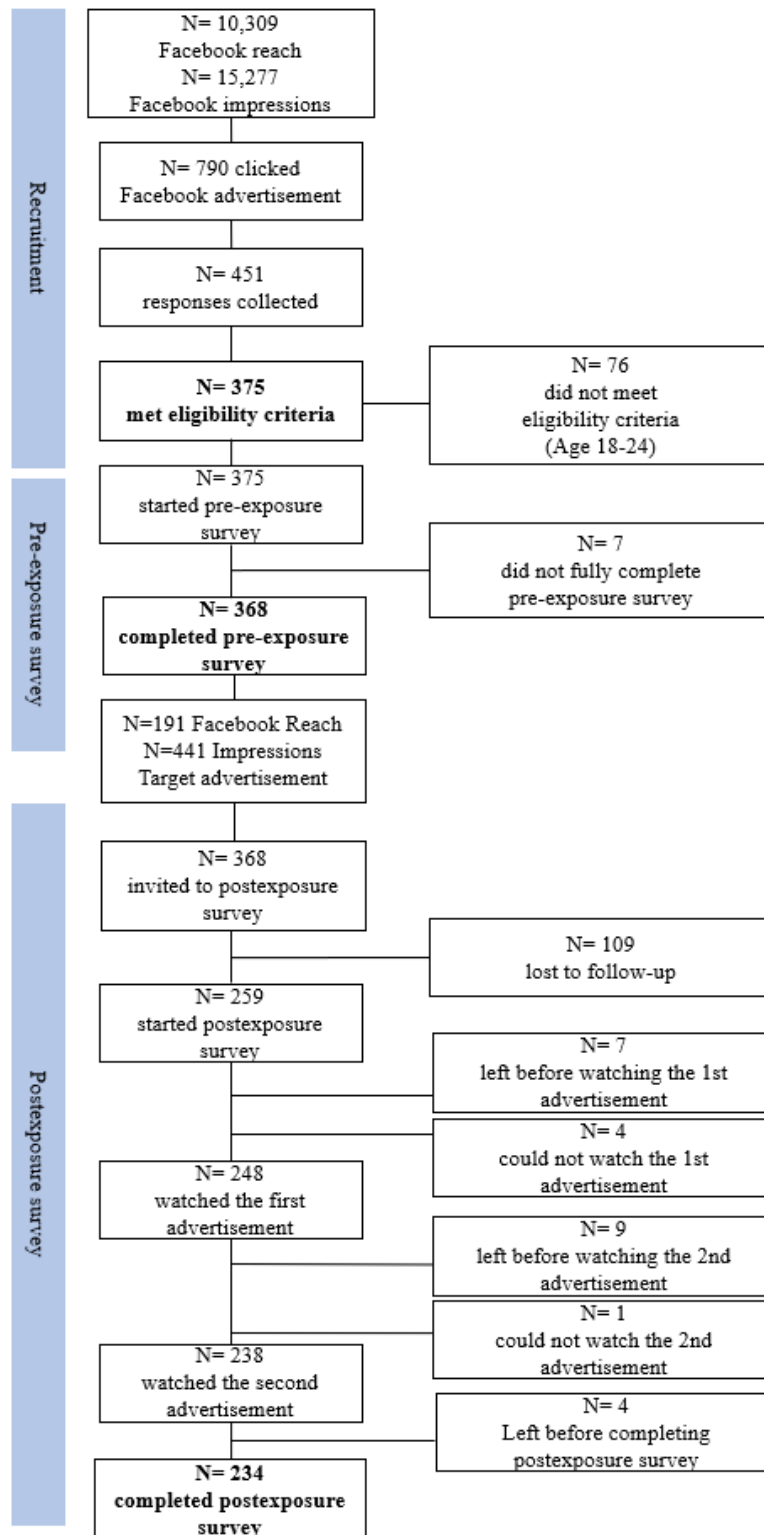 N= 10,309
Facebook reach
N= 15,277
Facebook impressions
N= 790 clicked
Facebook advertisement
N= 451
responses collected
N= 375
met eligibility criteria
N= 76
did not meet
eligibility criteria
(Age 18-24)
Recruitment
N= 375
started pre-exposure
survey
N= 7
did not fully complete
pre-exposure survey
N= 368
completed pre-exposure
survey
N=191 Facebook Reach
N=441 Impressions
Target advertisement
Pre-exposure survey
N= 368
invited to postexposure
survey
N= 109
lost to follow-up
N= 259
started postexposure
survey
N= 7
left before watching the 1st
advertisement
N= 4
could not watch the 1st
advertisement
N= 248
watched the first
advertisement
N= 9
left before watching the 2nd
advertisement
N= 1
could not watch the 2nd
advertisement
N= 238
watched the second
advertisement
N= 4
Left before completing
postexposure survey
N= 234
completed postexposure
survey
Postexposure survey